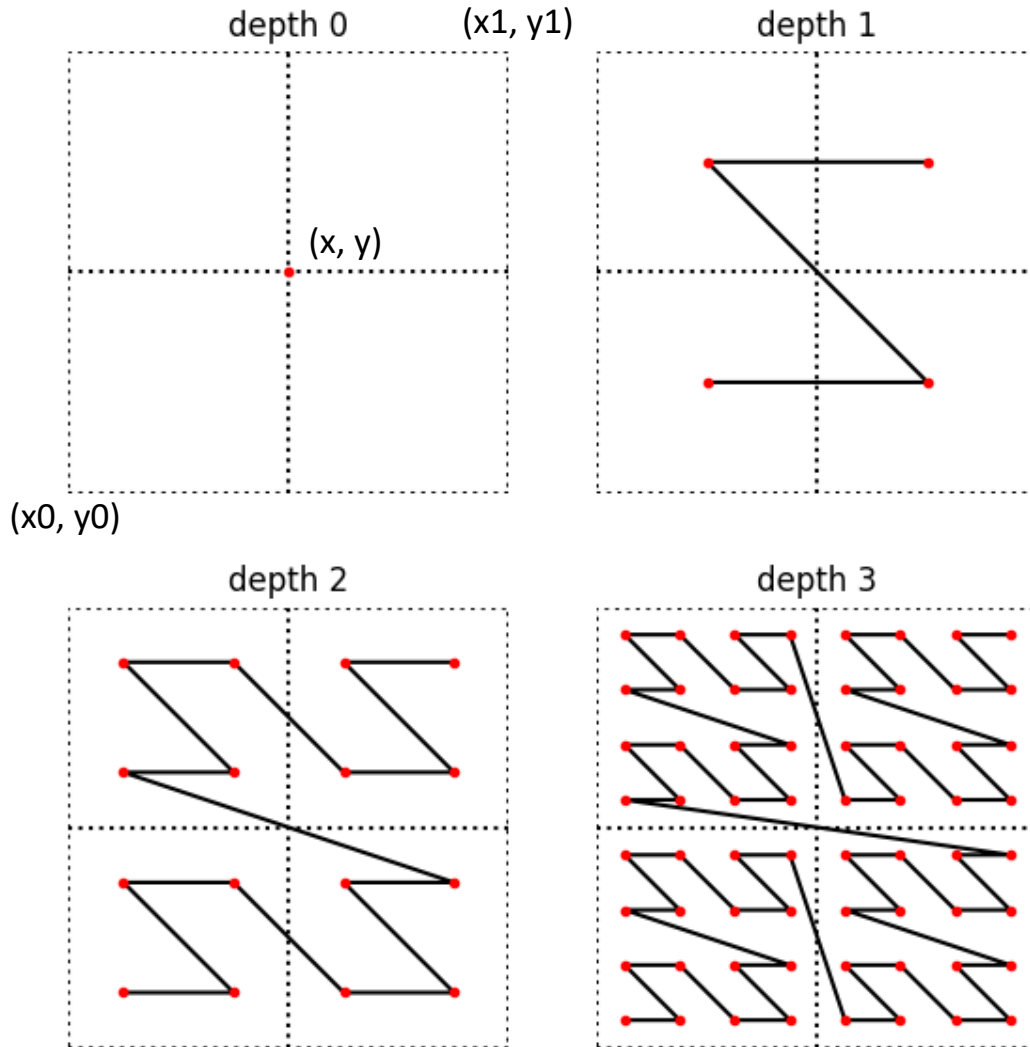 depth 0
(x1, y1)
depth 1
(x, y)
(x0, y0)
depth 2
depth 3